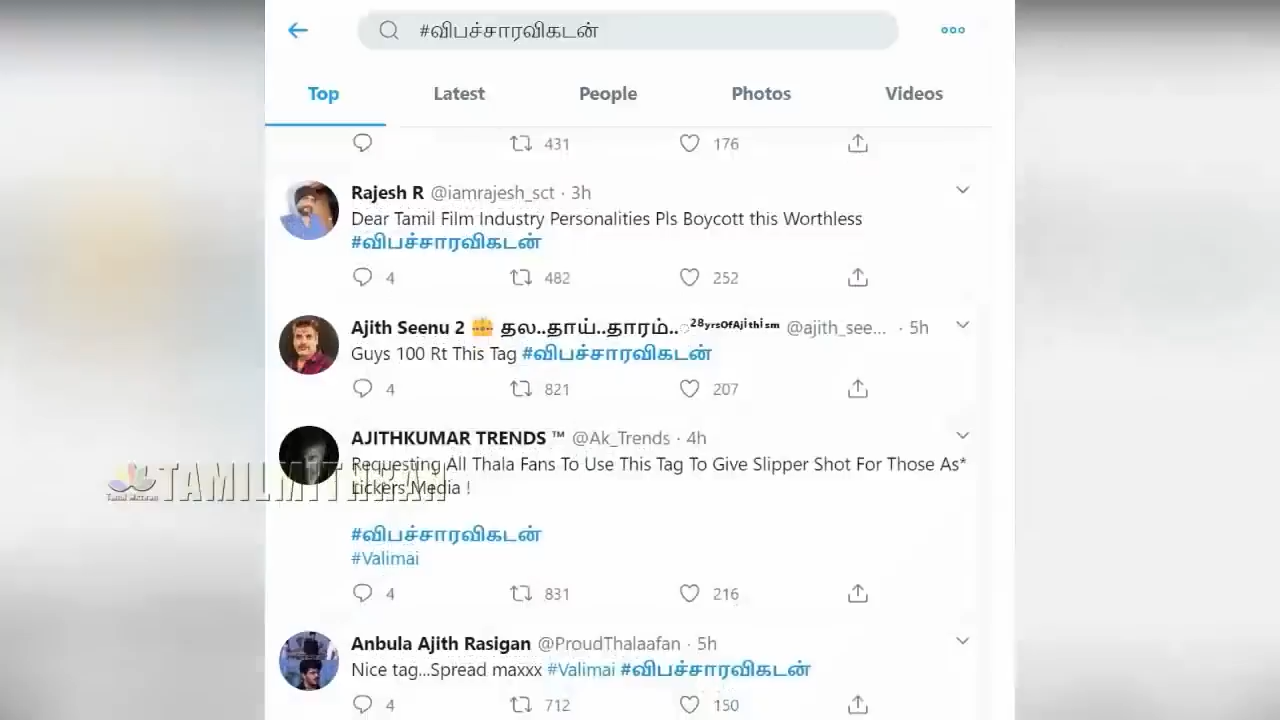 #விபச்சாரவிகடன்
Top Latest People Photos Videos
431 176
Rajesh R @iamrajesh_sct · 3h
Dear Tamil Film Industry Personalities Pls Boycott this Worthless
#விபச்சாரவிகடன்
4 482 252
Ajith Seenu 2 தல..தாய்..தாரம்..²⁸ʸʳˢᴼᶠᴬʲⁱᵗʰⁱˢᵐ @ajith_see... · 5h
Guys 100 Rt This Tag #விபச்சாரவிகடன்
4 821 207
AJITHKUMAR TRENDS ™ @Ak_Trends · 4h
Requesting All Thala Fans To Use This Tag To Give Slipper Shot For Those As*
Lickers Media !
Tamil Mithran
TAMILMITHRAN
#விபச்சாரவிகடன்
#Valimai
4 831 216
Anbula Ajith Rasigan @ProudThalaafan · 5h
Nice tag...Spread maxxx #Valimai #விபச்சாரவிகடன்
4 712 150